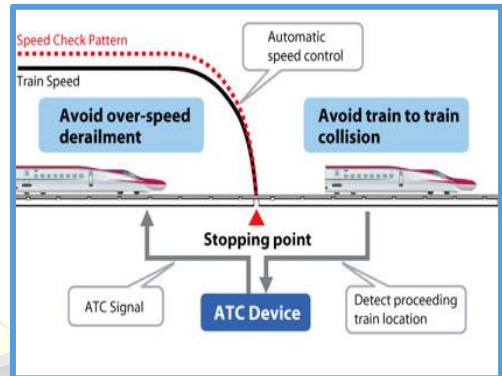 Speed Check Pattern
Train Speed
Automatic
speed control
Avoid over-speed
derailment
Avoid train to train
collision
Stopping point
ATC Signal
ATC Device
Detect proceeding
train location